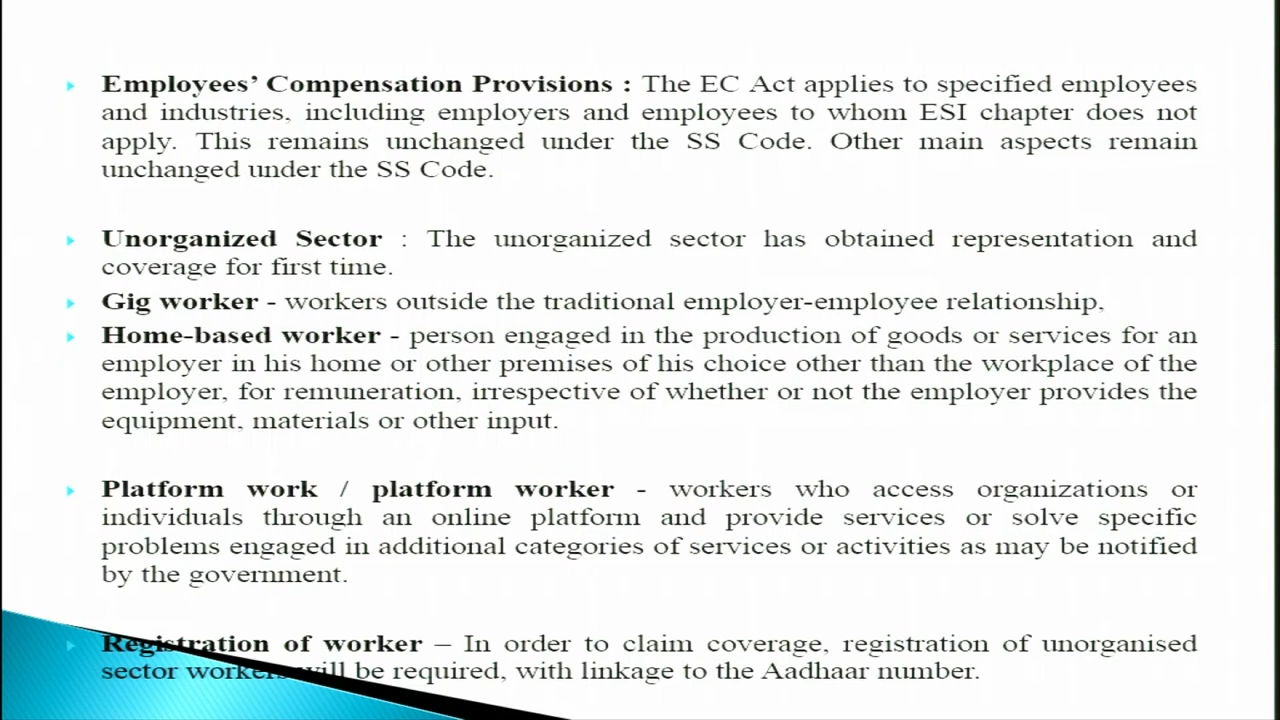 Employees’ Compensation Provisions : The EC Act applies to specified employees
and industries, including employers and employees to whom ESI chapter does not
apply. This remains unchanged under the SS Code. Other main aspects remain
unchanged under the SS Code.
Unorganized Sector : The unorganized sector has obtained representation and
coverage for first time.
Gig worker - workers outside the traditional employer-employee relationship,
Home-based worker - person engaged in the production of goods or services for an
employer in his home or other premises of his choice other than the workplace of the
employer, for remuneration, irrespective of whether or not the employer provides the
equipment, materials or other input.
Platform work / platform worker - workers who access organizations or
individuals through an online platform and provide services or solve specific
problems engaged in additional categories of services or activities as may be notified
by the government.
Registration of worker – In order to claim coverage, registration of unorganised
sector workers will be required, with linkage to the Aadhaar number.